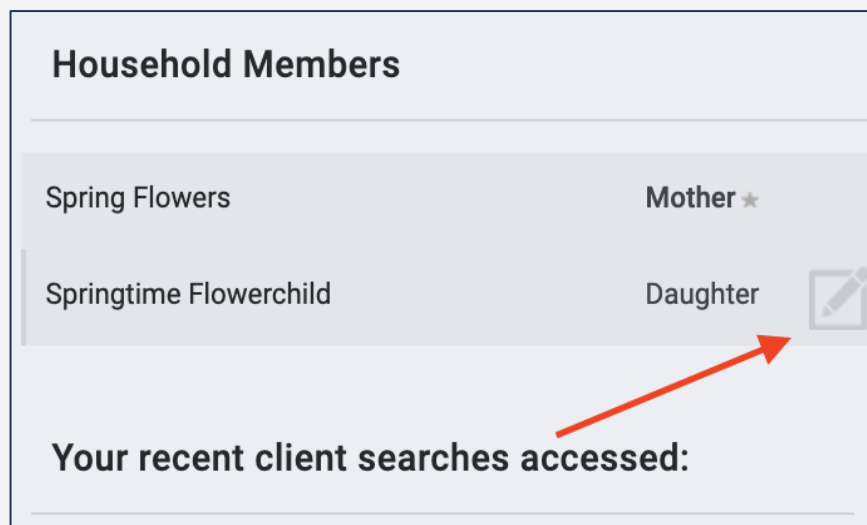 Household Members
Spring Flowers Mother
Springtime Flowerchild Daughter
Your recent client searches accessed: